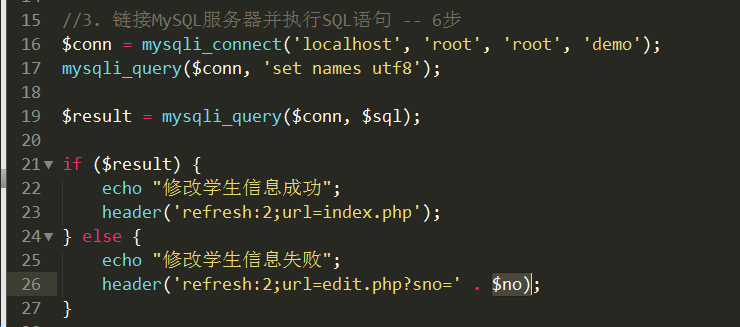 15 //3. 链接MySQL服务器并执行SQL语句 -- 6步
16 $conn = mysqli_connect('localhost', 'root', 'root', 'demo');
17 mysqli_query($conn, 'set names utf8');
18
19 $result = mysqli_query($conn, $sql);
20
21 if ($result) {
22 echo "修改学生信息成功";
23 header('refresh:2;url=index.php');
24 } else {
25 echo "修改学生信息失败";
26 header('refresh:2;url=edit.php?sno=' . $no);
27 }